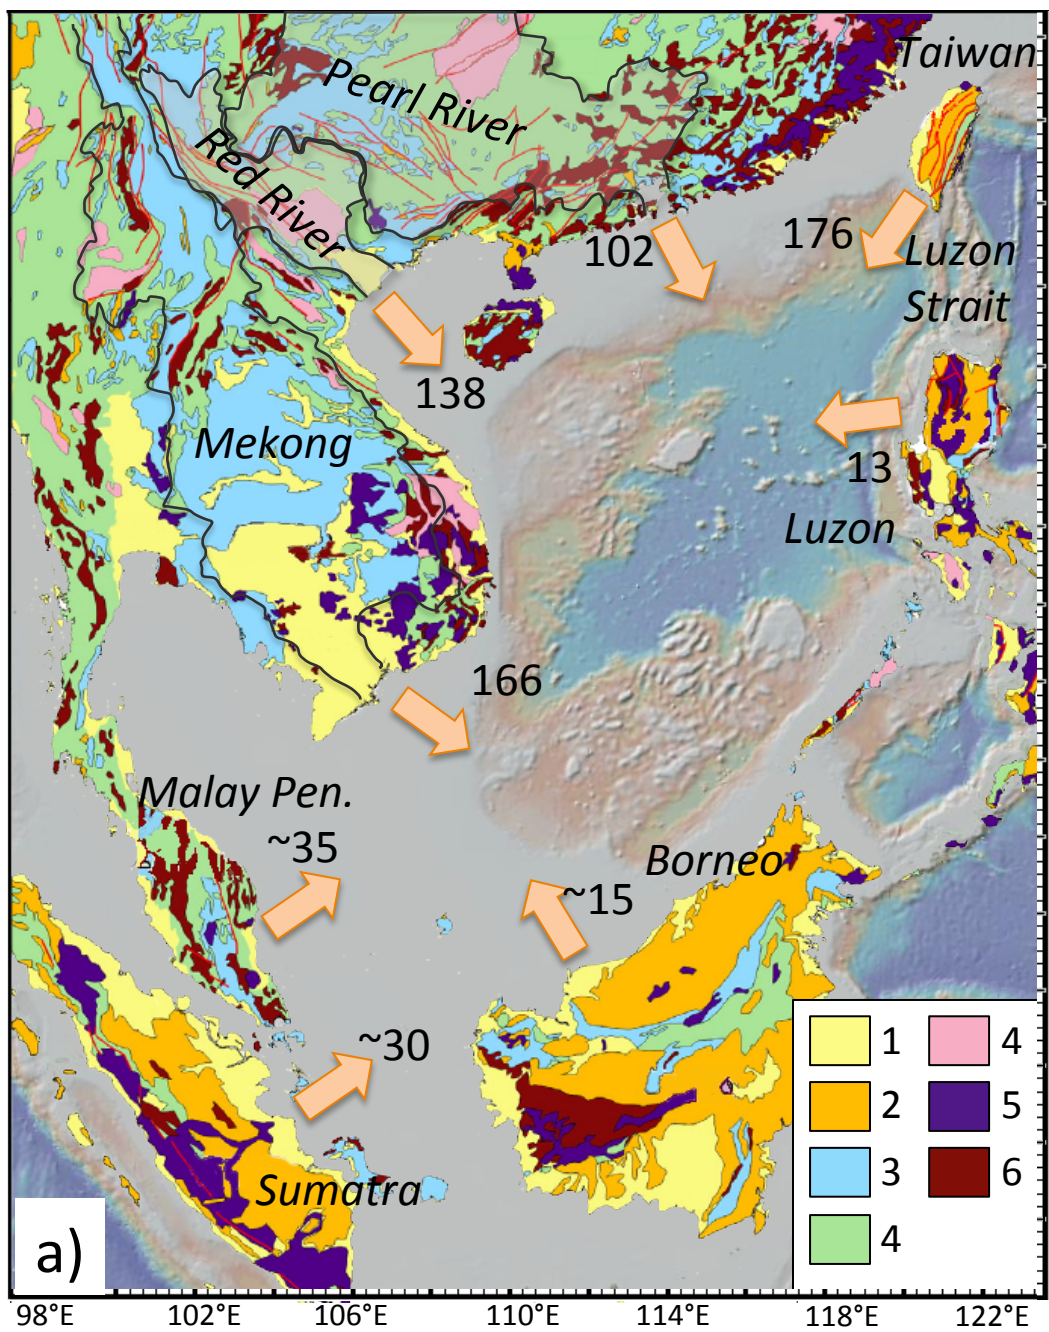 Taiwan
Pearl River
Red River
102
176
Luzon
Strait
138
Mekong
13
Luzon
166
Malay Pen.
~35
Borneo
~15
~30
Sumatra
1
4
2
5
3
6
4
a)
98°E
102°E
106°E
110°E
114°E
118°E
122°E